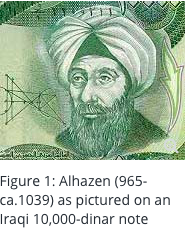 Figure 1: Alhazen (965-
ca.1039) as pictured on an
Iraqi 10,000-dinar note